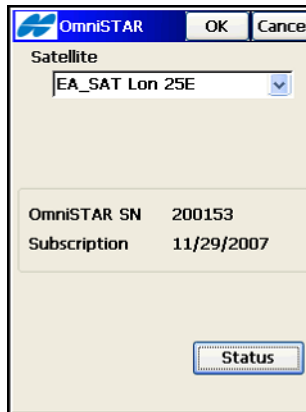 OmniSTAR OK Cance
Satellite
EA_SAT Lon 25E
OmniSTAR SN 200153
Subscription 11/29/2007
Status